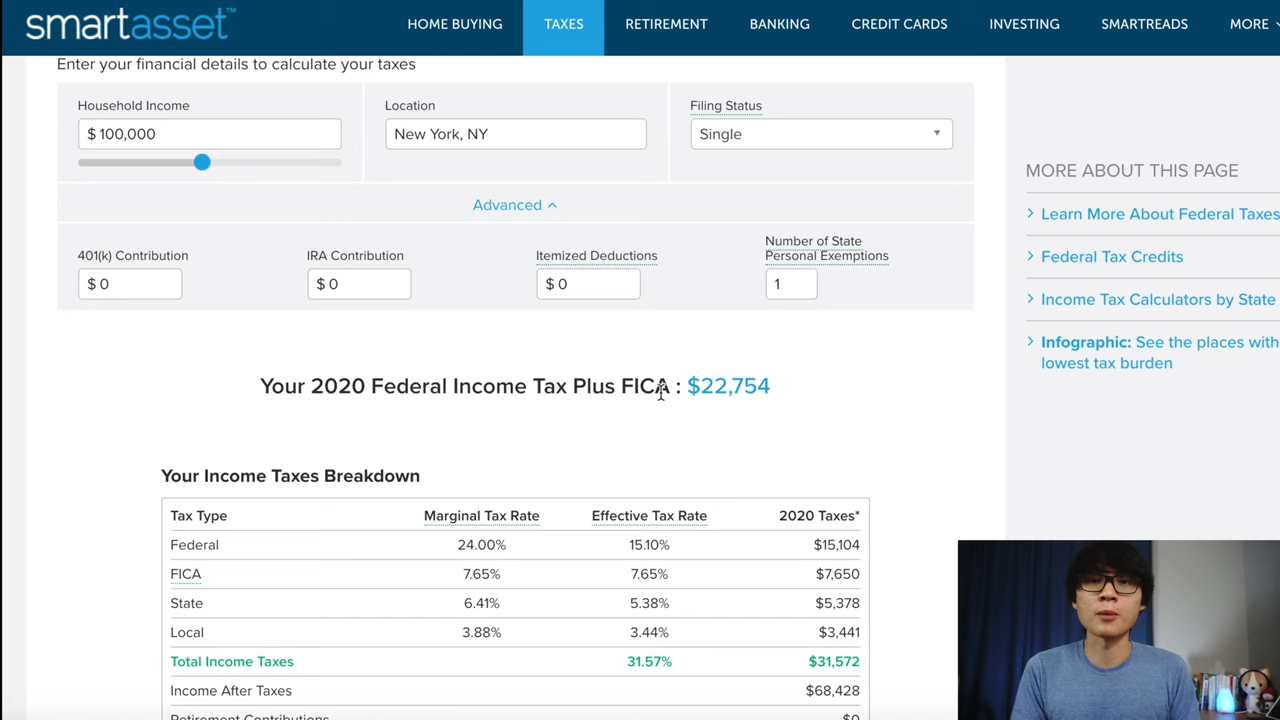 smartasset™
HOME BUYING TAXES RETIREMENT BANKING CREDIT CARDS INVESTING SMARTREADS MORE
Enter your financial details to calculate your taxes
Household Income Location Filing Status
$ 100,000 New York, NY Single
Advanced
401(k) Contribution IRA Contribution Itemized Deductions Number of State
Personal Exemptions
$ 0 $ 0 $ 0 1
Your 2020 Federal Income Tax Plus FICA : $22,754
Your Income Taxes Breakdown
Tax Type Marginal Tax Rate Effective Tax Rate 2020 Taxes*
Federal 24.00% 15.10% $15,104
FICA 7.65% 7.65% $7,650
State 6.41% 5.38% $5,378
Local 3.88% 3.44% $3,441
Total Income Taxes 31.57% $31,572
Income After Taxes $68,428
Retirement Contributions $0
MORE ABOUT THIS PAGE
Learn More About Federal Taxes
Federal Tax Credits
Income Tax Calculators by State
Infographic: See the places with
lowest tax burden